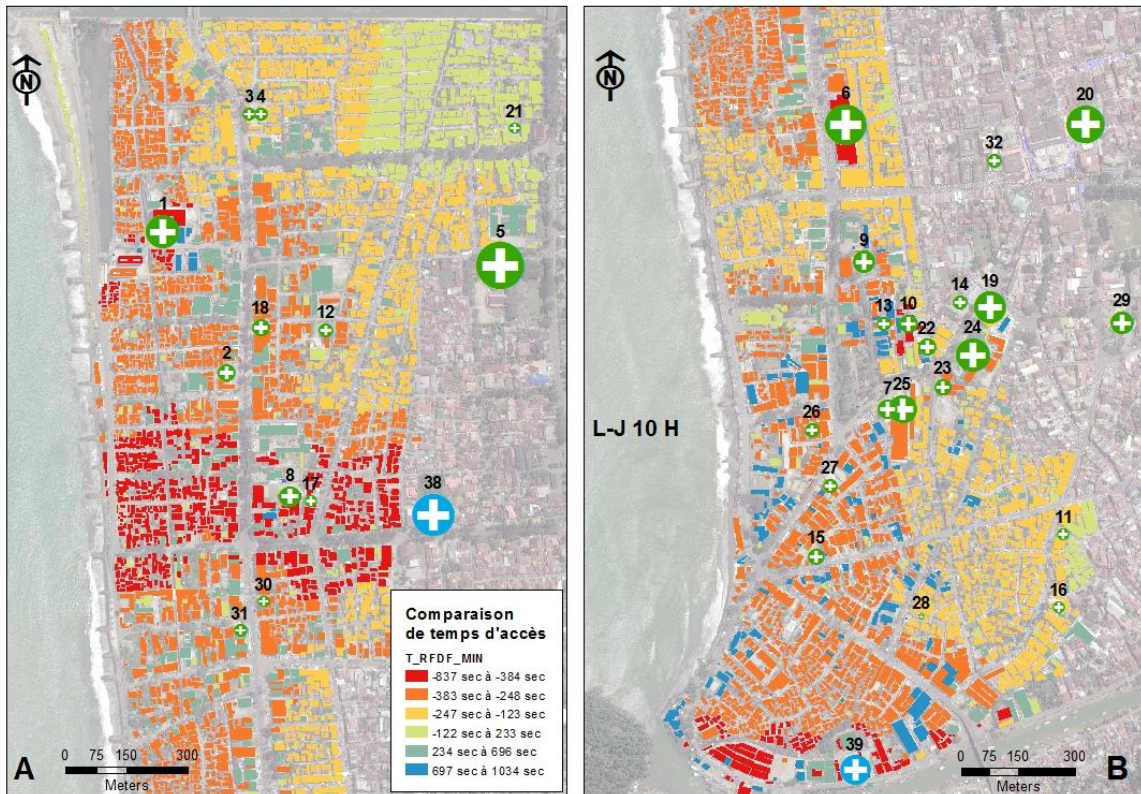 N
3 4
21
1
5
18
12
2
8 17
38
30
31
Comparaison
de temps d'accès
T_RFDF_MIN
-837 sec à -384 sec
-383 sec à -248 sec
-247 sec à -123 sec
-122 sec à 233 sec
234 sec à 696 sec
697 sec à 1034 sec
0 75 150 300
Meters
A
N
6
20
32
9
14 19
13 10
29
22
24
23
7 25
L-J 10 H
26
27
11
15
16
28
39
0 75 150 300
Meters
B